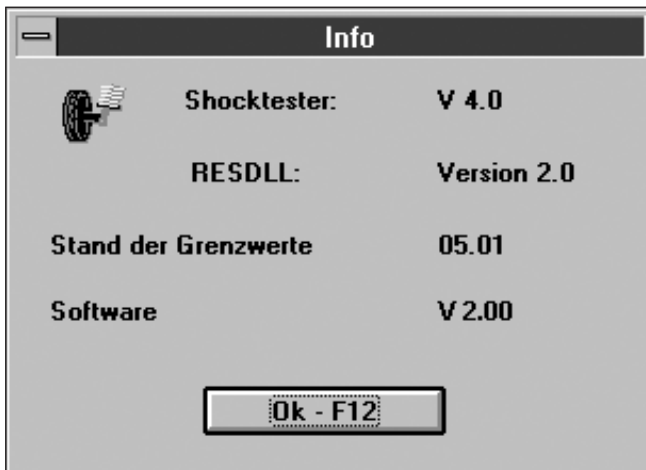 Info
Shocktester: V 4.0
RESDLL: Version 2.0
Stand der Grenzwerte 05.01
Software V 2.00
Ok - F12